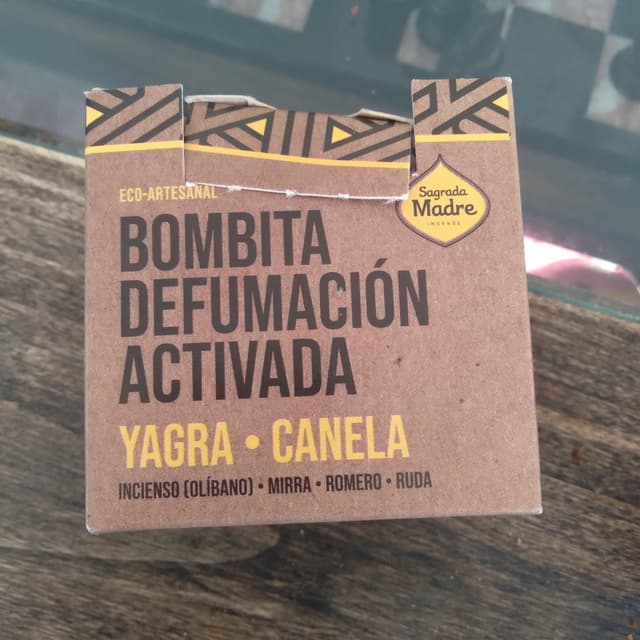 ECO-ARTESANAL
Sagrada
Madre
INCENSE
BOMBITA
DEFUMACIÓN
ACTIVADA
YAGRA • CANELA
INCIENSO (OLÍBANO) • MIRRA • ROMERO • RUDA